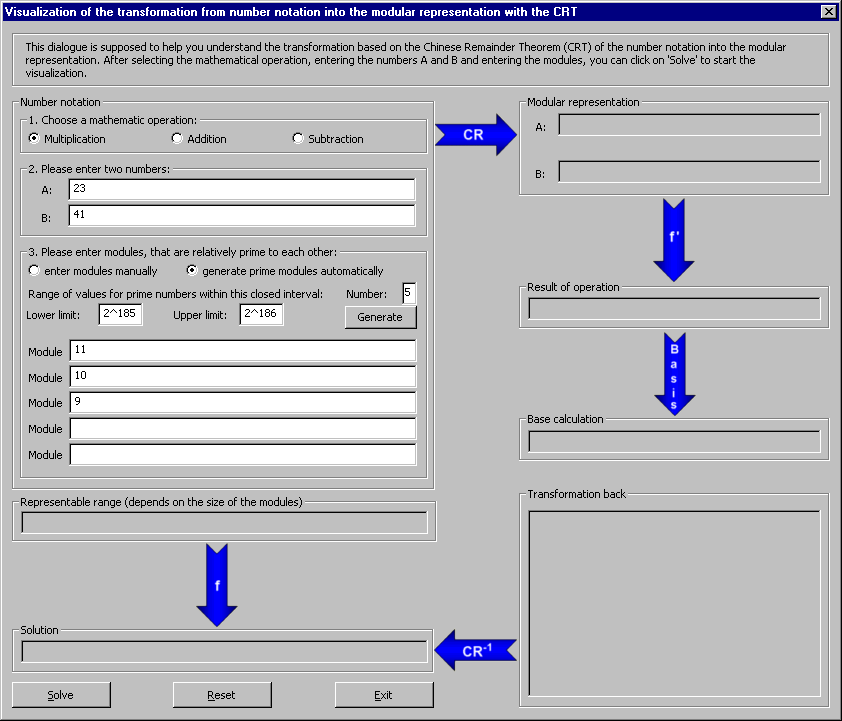 Visualization of the transformation from number notation into the modular representation with the CRT
This dialogue is supposed to help you understand the transformation based on the Chinese Remainder Theorem (CRT) of the number notation into the modular
representation. After selecting the mathematical operation, entering the numbers A and B and entering the modules, you can click on 'Solve' to start the
visualization.
Number notation
1. Choose a mathematic operation:
Multiplication Addition Subtraction
2. Please enter two numbers:
A: 23
B: 41
3. Please enter modules, that are relatively prime to each other:
enter modules manually generate prime modules automatically
Range of values for prime numbers within this closed interval: Number: 5
Lower limit: 2^185 Upper limit: 2^186 Generate
Module 11
Module 10
Module 9
Module
Module
Representable range (depends on the size of the modules)
f
Solution
Solve Reset Exit
CR
Modular representation
A:
B:
f'
Result of operation
Basis
Base calculation
Transformation back
CR⁻¹